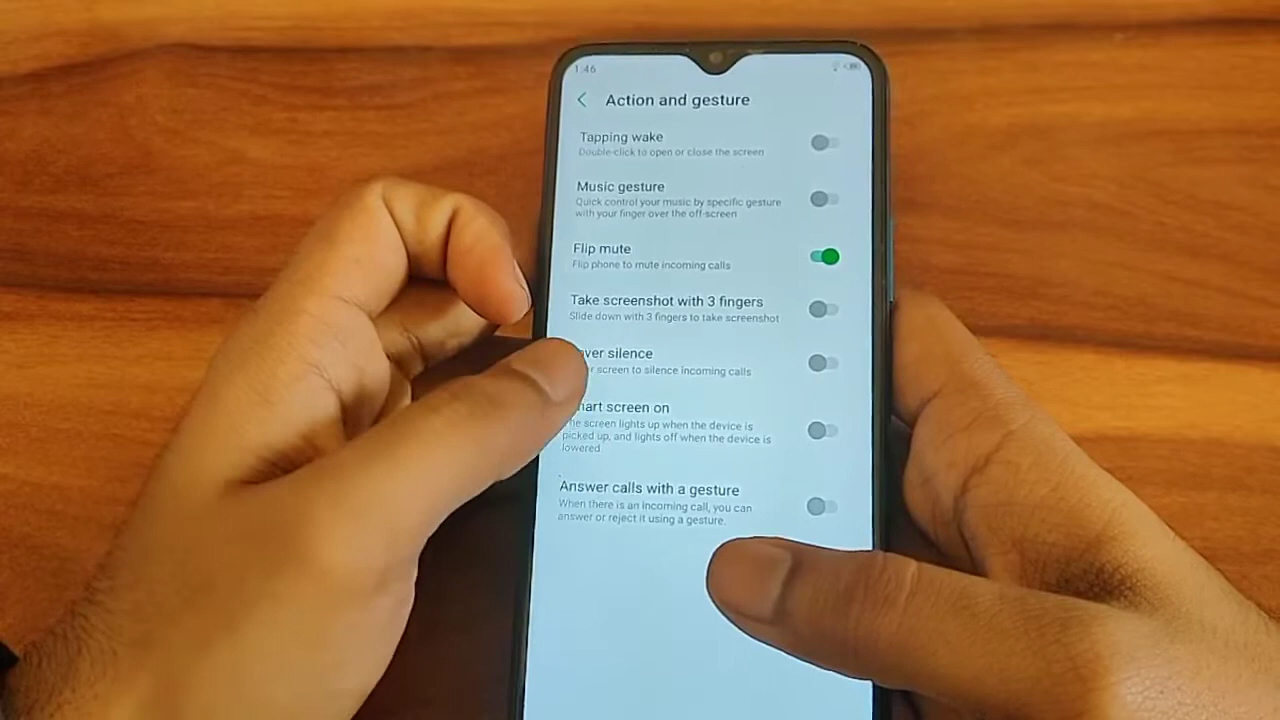 1:46
Action and gesture
Tapping wake
Double-click to open or close the screen
Music gesture
Quick control your music by specific gesture
with your finger over the off-screen
Flip mute
Flip phone to mute incoming calls
Take screenshot with 3 fingers
Slide down with 3 fingers to take screenshot
silence
screen to silence incoming calls
screen on
The screen lights up when the device is
picked up, and lights off when the device is
lowered
Answer calls with a gesture
When there is an incoming call, you can
answer or reject it using a gesture.